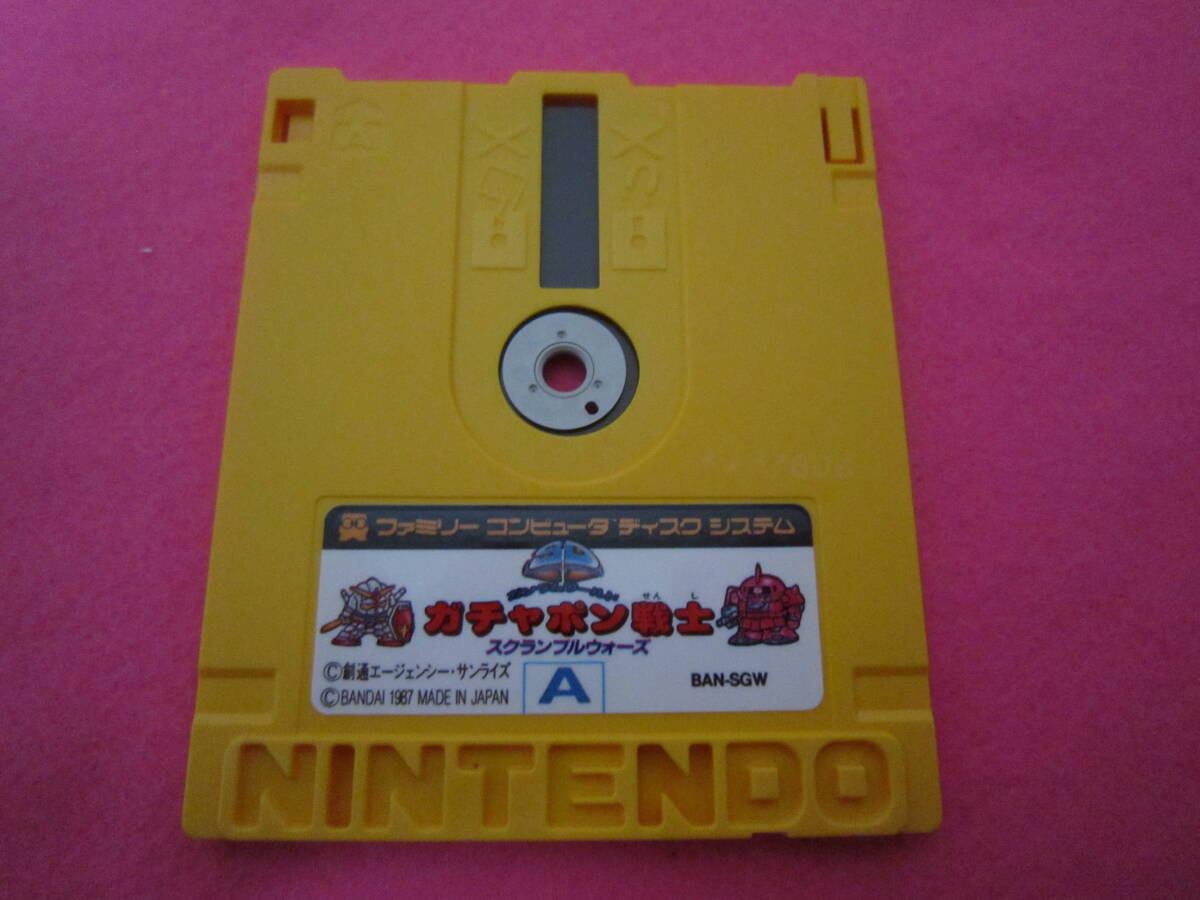 ファミリー コンピュータ ディスク システム
ガチャポン戦士
せん し
スクランブルウォーズ
©創通エージェンシー・サンライズ
©BANDAI 1987 MADE IN JAPAN
A
BAN-SGW
NINTENDO